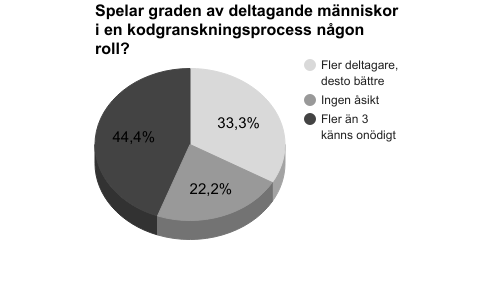 Spelar graden av deltagande människor
i en kodgranskningsprocess någon
roll?
Fler deltagare,
desto bättre
Ingen àsikt
Fler än 3
känns onödigt
33,3%
44,4%
22,2%